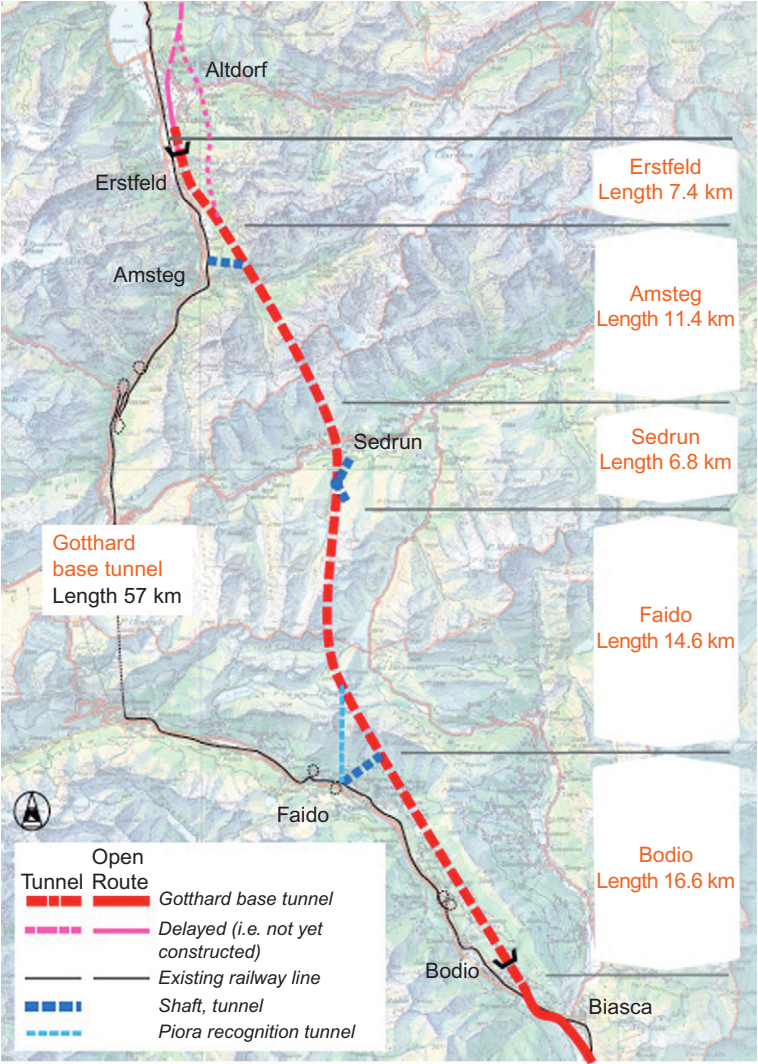 Altdorf
Erstfeld
Erstfeld
Length 7.4 km
Amsteg
Amsteg
Length 11.4 km
Sedrun
Sedrun
Length 6.8 km
Gotthard
base tunnel
Length 57 km
Faido
Length 14.6 km
Faido
Bodio
Length 16.6 km
Bodio
Biasca
Tunnel
Open
Route
Gotthard base tunnel
Delayed (i.e. not yet
constructed)
Existing railway line
Shaft, tunnel
Piora recognition tunnel